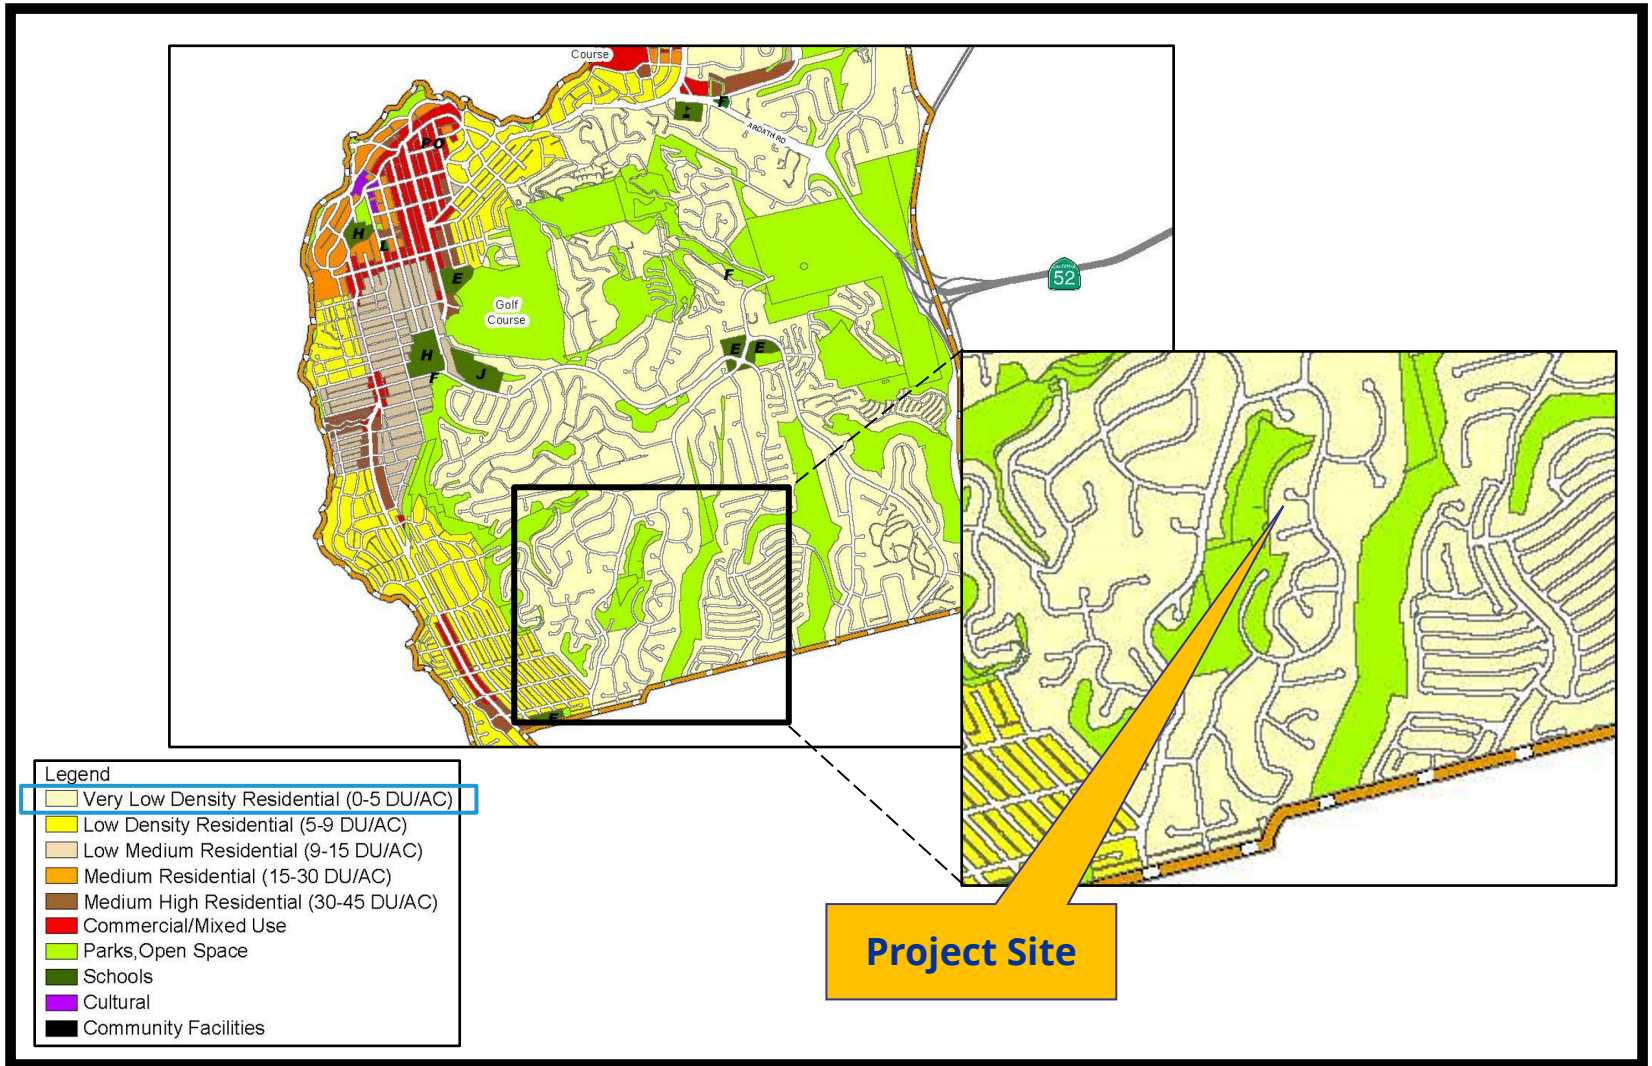 Course
F
I
ARDATH RD
PO
H
L
E
F
Golf
Course
CALIFORNIA
52
H
E E
J
F
F
Legend
Very Low Density Residential (0-5 DU/AC)
Low Density Residential (5-9 DU/AC)
Low Medium Residential (9-15 DU/AC)
Medium Residential (15-30 DU/AC)
Medium High Residential (30-45 DU/AC)
Commercial/Mixed Use
Parks,Open Space
Schools
Cultural
Community Facilities
Project Site